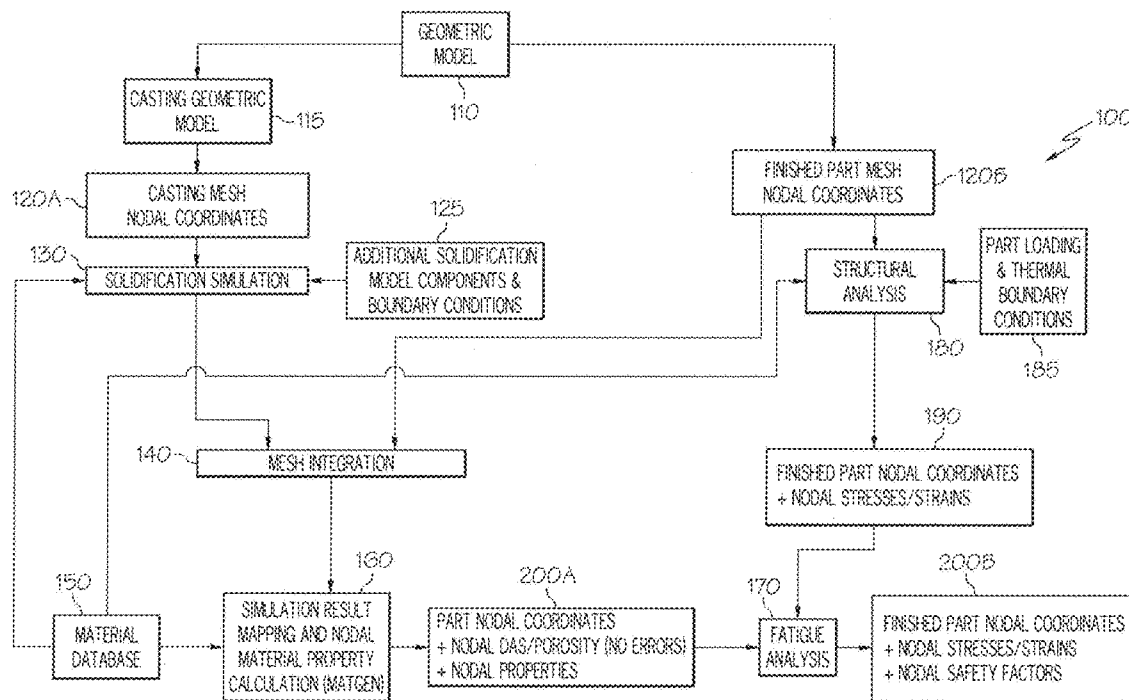 GEOMETRIC
MODEL
110
CASTING GEOMETRIC
MODEL
115
100
120A
CASTING MESH
NODAL COORDINATES
FINISHED PART MESH
NODAL COORDINATES
120B
125
130
SOLIDIFICATION SIMULATION
ADDITIONAL SOLIDIFICATION
MODEL COMPONENTS &
BOUNDARY CONDITIONS
STRUCTURAL
ANALYSIS
180
PART LOADING
& THERMAL
BOUNDARY
CONDITIONS
185
140
MESH INTEGRATION
190
FINISHED PART NODAL COORDINATES
+ NODAL STRESSES/STRAINS
150
MATERIAL
DATABASE
160
SIMULATION RESULT
MAPPING AND NODAL
MATERIAL PROPERTY
CALCULATION (MATGEN)
200A
PART NODAL COORDINATES
+ NODAL DAS/POROSITY (NO ERRORS)
+ NODAL PROPERTIES
170
FATIGUE
ANALYSIS
200B
FINISHED PART NODAL COORDINATES
+ NODAL STRESSES/STRAINS
+ NODAL SAFETY FACTORS